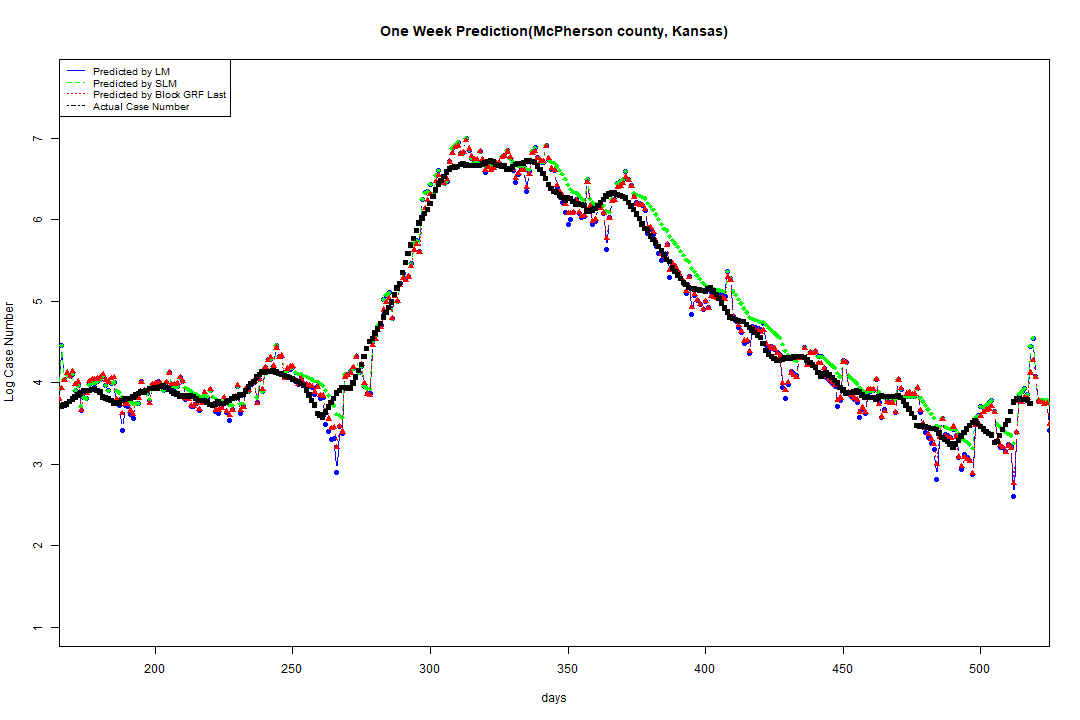 One Week Prediction(McPherson county, Kansas)
Predicted by LM
Predicted by SLM
Predicted by Block GRF Last
Actual Case Number
7
6
5
4
3
2
1
Log Case Number
200 250 300 350 400 450 500
days